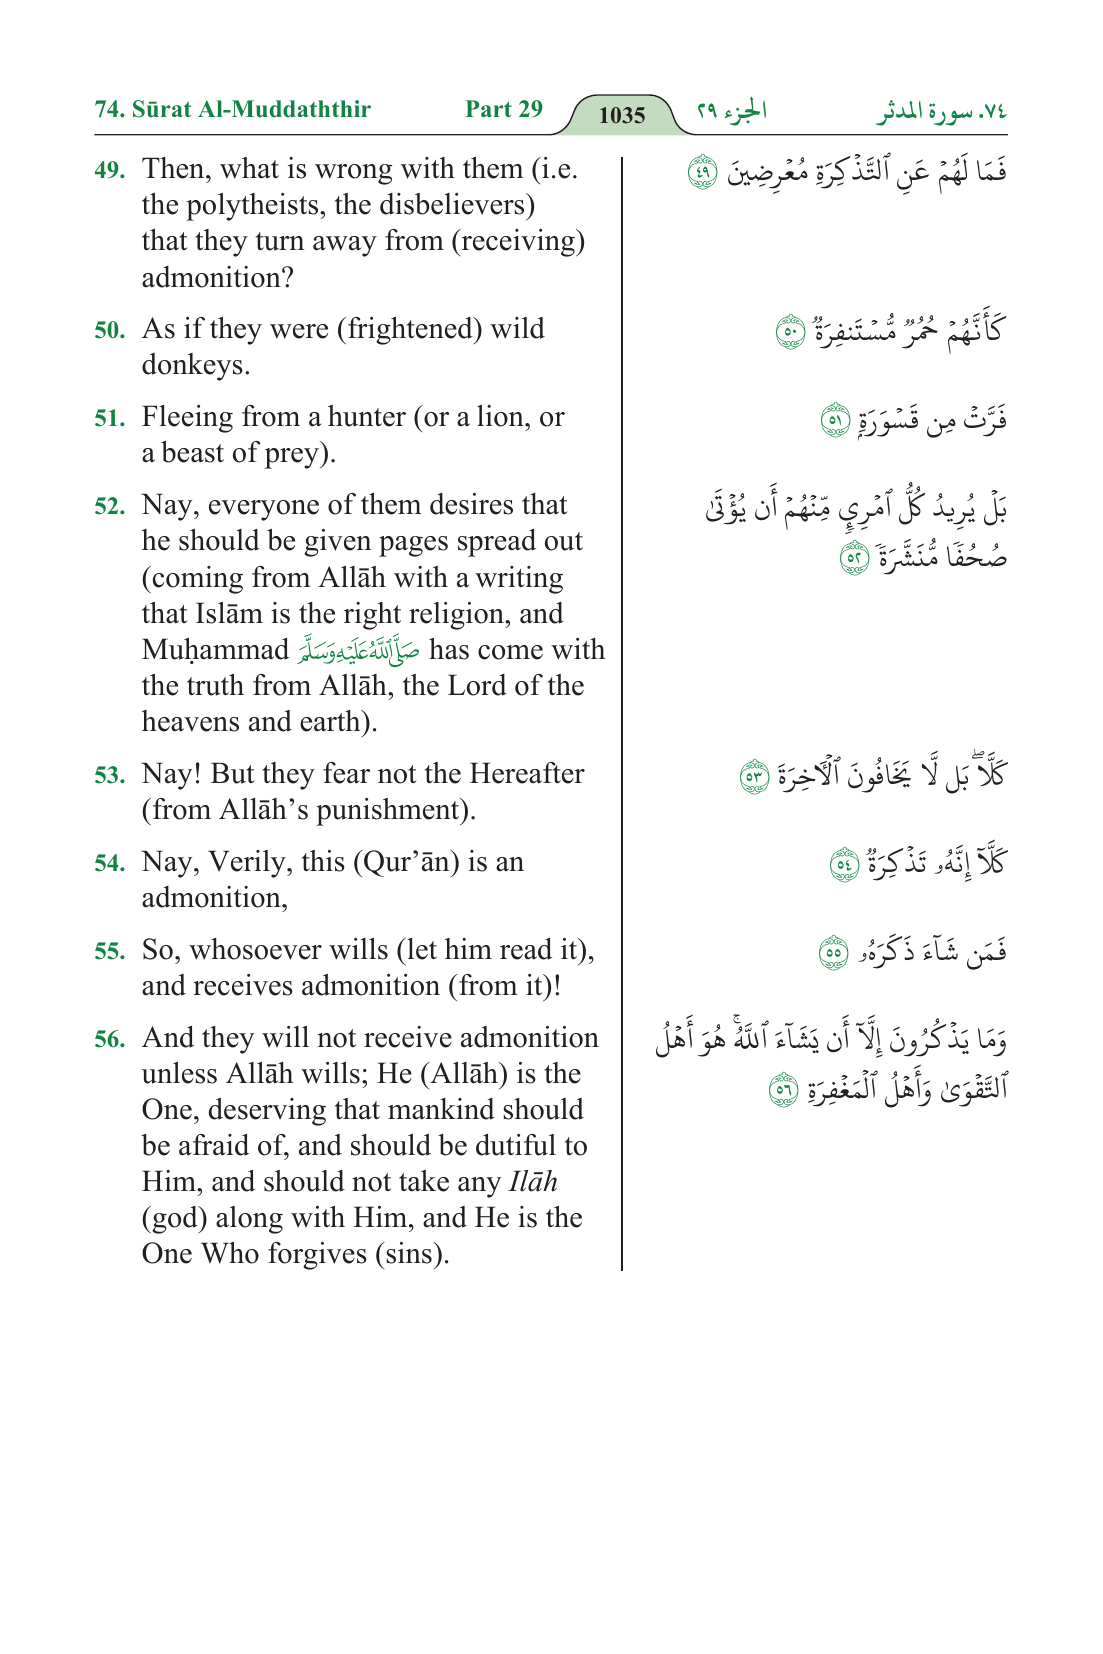 74. Sūrat Al-Muddaththir Part 29 1035 الجزء ٢٩ ٧٤. سورة المدثر
49. Then, what is wrong with them (i.e.
the polytheists, the disbelievers)
that they turn away from (receiving)
admonition?
فَمَا لَهُمۡ عَنِ ٱلتَّذۡكِرَةِ مُعۡرِضِينَ ٤٩
50. As if they were (frightened) wild
donkeys.
كَأَنَّهُمۡ حُمُرٞ مُّسۡتَنفِرَةٞ ٥٠
51. Fleeing from a hunter (or a lion, or
a beast of prey).
فَرَّتۡ مِن قَسۡوَرَةِۭ ٥١
52. Nay, everyone of them desires that
he should be given pages spread out
(coming from Allāh with a writing
that Islām is the right religion, and
Muḥammad صَلَّى ٱللَّهُ عَلَيْهِ وَسَلَّمَ has come with
the truth from Allāh, the Lord of the
heavens and earth).
بَلۡ يُرِيدُ كُلُّ ٱمۡرِيٕٖ مِّنۡهُمۡ أَن يُؤۡتَىٰ
صُحُفٗا مُّنَشَّرَةٗ ٥٢
53. Nay! But they fear not the Hereafter
(from Allāh’s punishment).
كَلَّاۖ بَل لَّا يَخَافُونَ ٱلۡأٓخِرَةَ ٥٣
54. Nay, Verily, this (Qur’ān) is an
admonition,
كَلَّآ إِنَّهُۥ تَذۡكِرَةٞ ٥٤
55. So, whosoever wills (let him read it),
and receives admonition (from it)!
فَمَن شَآءَ ذَكَرَهُۥ ٥٥
56. And they will not receive admonition
unless Allāh wills; He (Allāh) is the
One, deserving that mankind should
be afraid of, and should be dutiful to
Him, and should not take any Ilāh
(god) along with Him, and He is the
One Who forgives (sins).
وَمَا يَذۡكُرُونَ إِلَّآ أَن يَشَآءَ ٱللَّهُۚ هُوَ أَهۡلُ
ٱلتَّقۡوَىٰ وَأَهۡلُ ٱلۡمَغۡفِرَةِ ٥٦